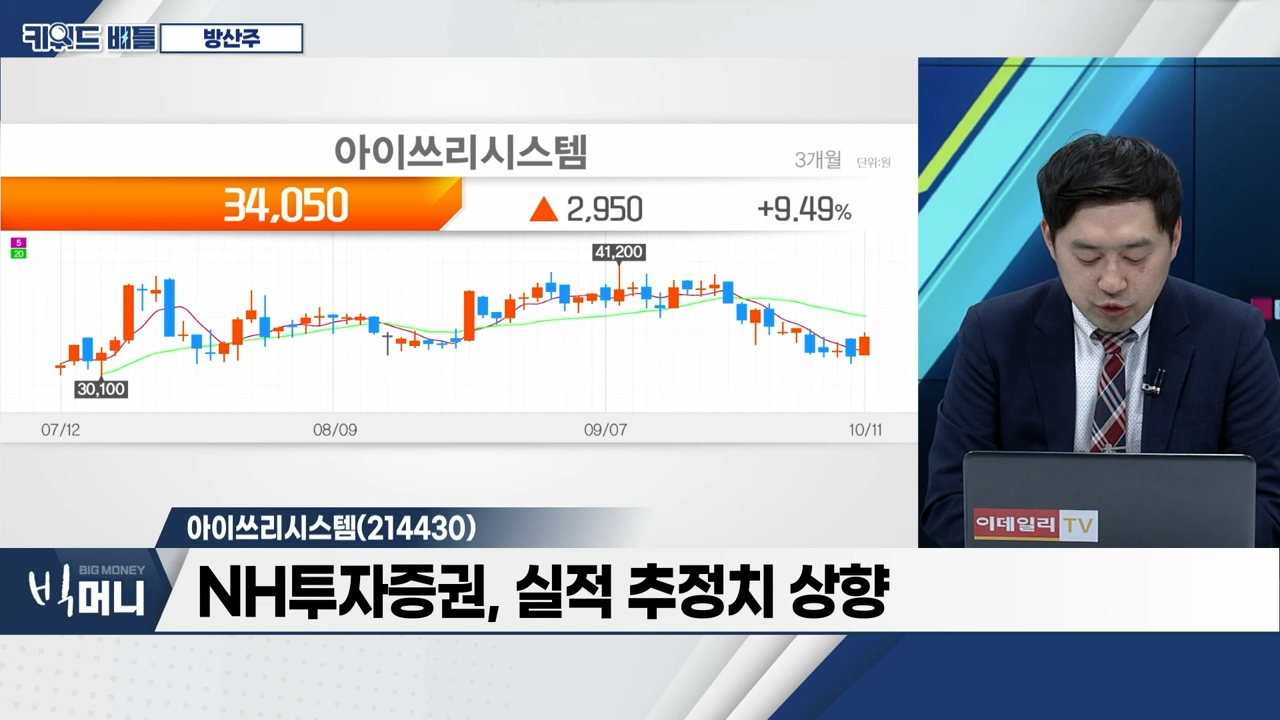 키워드 배틀 방산주
아이쓰리시스템
3개월 단위:원
34,050 ▲ 2,950 +9.49%
5
20
41,200
30,100
07/12 08/09 09/07 10/11
이데일리TV
아이쓰리시스템(214430)
BIG MONEY
빅머니
NH투자증권, 실적 추정치 상향